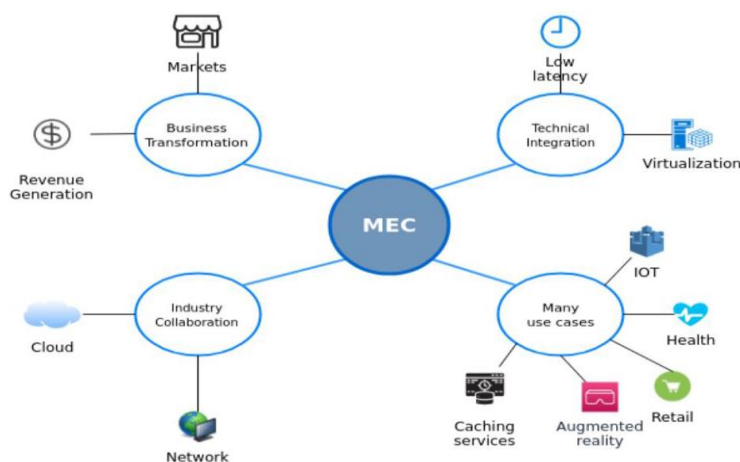 Markets
Low
latency
Business
Transformation
Technical
Integration
Virtualization
Revenue
Generation
MEC
IOT
Industry
Collaboration
Many
use cases
Cloud
Health
Caching
services
Augmented
reality
Retail
Network